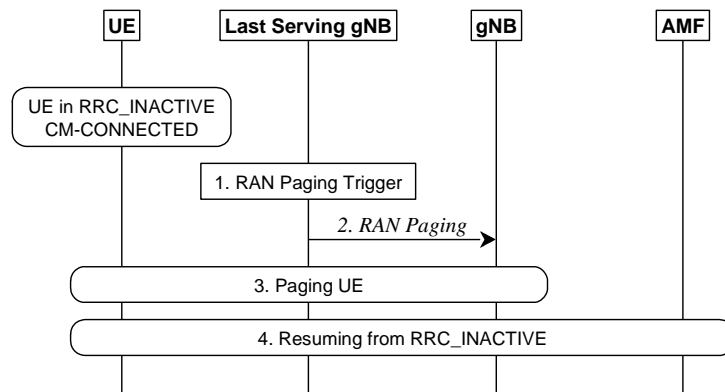 UE
Last Serving gNB
gNB
AMF
UE in RRC_INACTIVE
CM-CONNECTED
1. RAN Paging Trigger
2. RAN Paging
3. Paging UE
4. Resuming from RRC_INACTIVE